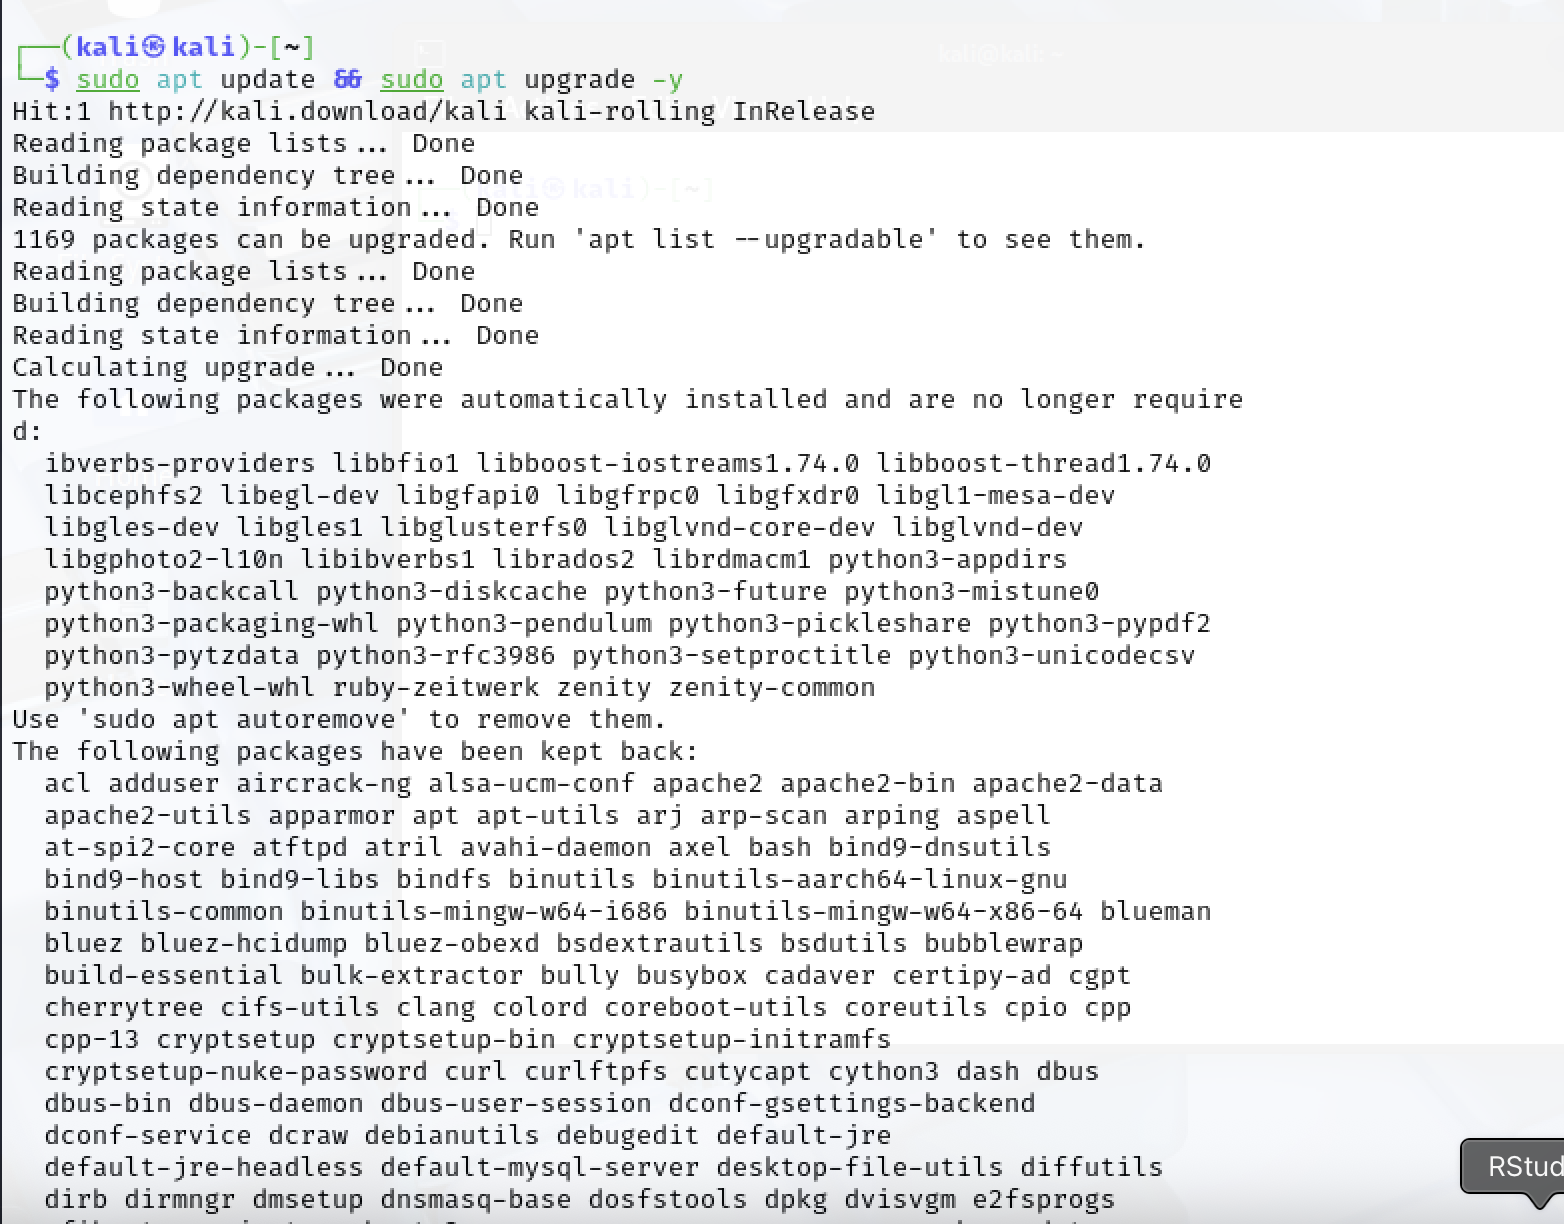 (kali㉿kali)-[~]
$ sudo apt update && sudo apt upgrade -y
Hit:1 http://kali.download/kali kali-rolling InRelease
Reading package lists... Done
Building dependency tree... Done
Reading state information... Done
1169 packages can be upgraded. Run 'apt list --upgradable' to see them.
Reading package lists... Done
Building dependency tree... Done
Reading state information... Done
Calculating upgrade... Done
The following packages were automatically installed and are no longer require
d:
ibverbs-providers libbfio1 libboost-iostreams1.74.0 libboost-thread1.74.0
libcephfs2 libegl-dev libgfapi0 libgfrpc0 libgfxdr0 libgl1-mesa-dev
libgles-dev libgles1 libglusterfs0 libglvnd-core-dev libglvnd-dev
libgphoto2-l10n libibverbs1 librados2 librdmacm1 python3-appdirs
python3-backcall python3-diskcache python3-future python3-mistune0
python3-packaging-whl python3-pendulum python3-pickleshare python3-pypdf2
python3-pytzdata python3-rfc3986 python3-setproctitle python3-unicodecsv
python3-wheel-whl ruby-zeitwerk zenity zenity-common
Use 'sudo apt autoremove' to remove them.
The following packages have been kept back:
acl adduser aircrack-ng alsa-ucm-conf apache2 apache2-bin apache2-data
apache2-utils apparmor apt apt-utils arj arp-scan arping aspell
at-spi2-core atftpd atril avahi-daemon axel bash bind9-dnsutils
bind9-host bind9-libs bindfs binutils binutils-aarch64-linux-gnu
binutils-common binutils-mingw-w64-i686 binutils-mingw-w64-x86-64 blueman
bluez bluez-hcidump bluez-obexd bsdextrautils bsdutils bubblewrap
build-essential bulk-extractor bully busybox cadaver certipy-ad cgpt
cherrytree cifs-utils clang colord coreboot-utils coreutils cpio cpp
cpp-13 cryptsetup cryptsetup-bin cryptsetup-initramfs
cryptsetup-nuke-password curl curlftpfs cutycapt cython3 dash dbus
dbus-bin dbus-daemon dbus-user-session dconf-gsettings-backend
dconf-service dcraw debianutils debugedit default-jre
default-jre-headless default-mysql-server desktop-file-utils diffutils
dirb dirmngr dmsetup dnsmasq-base dosfstools dpkg dvisvgm e2fsprogs
kali@kali: ~
(kali㉿kali)-[~]
RStud